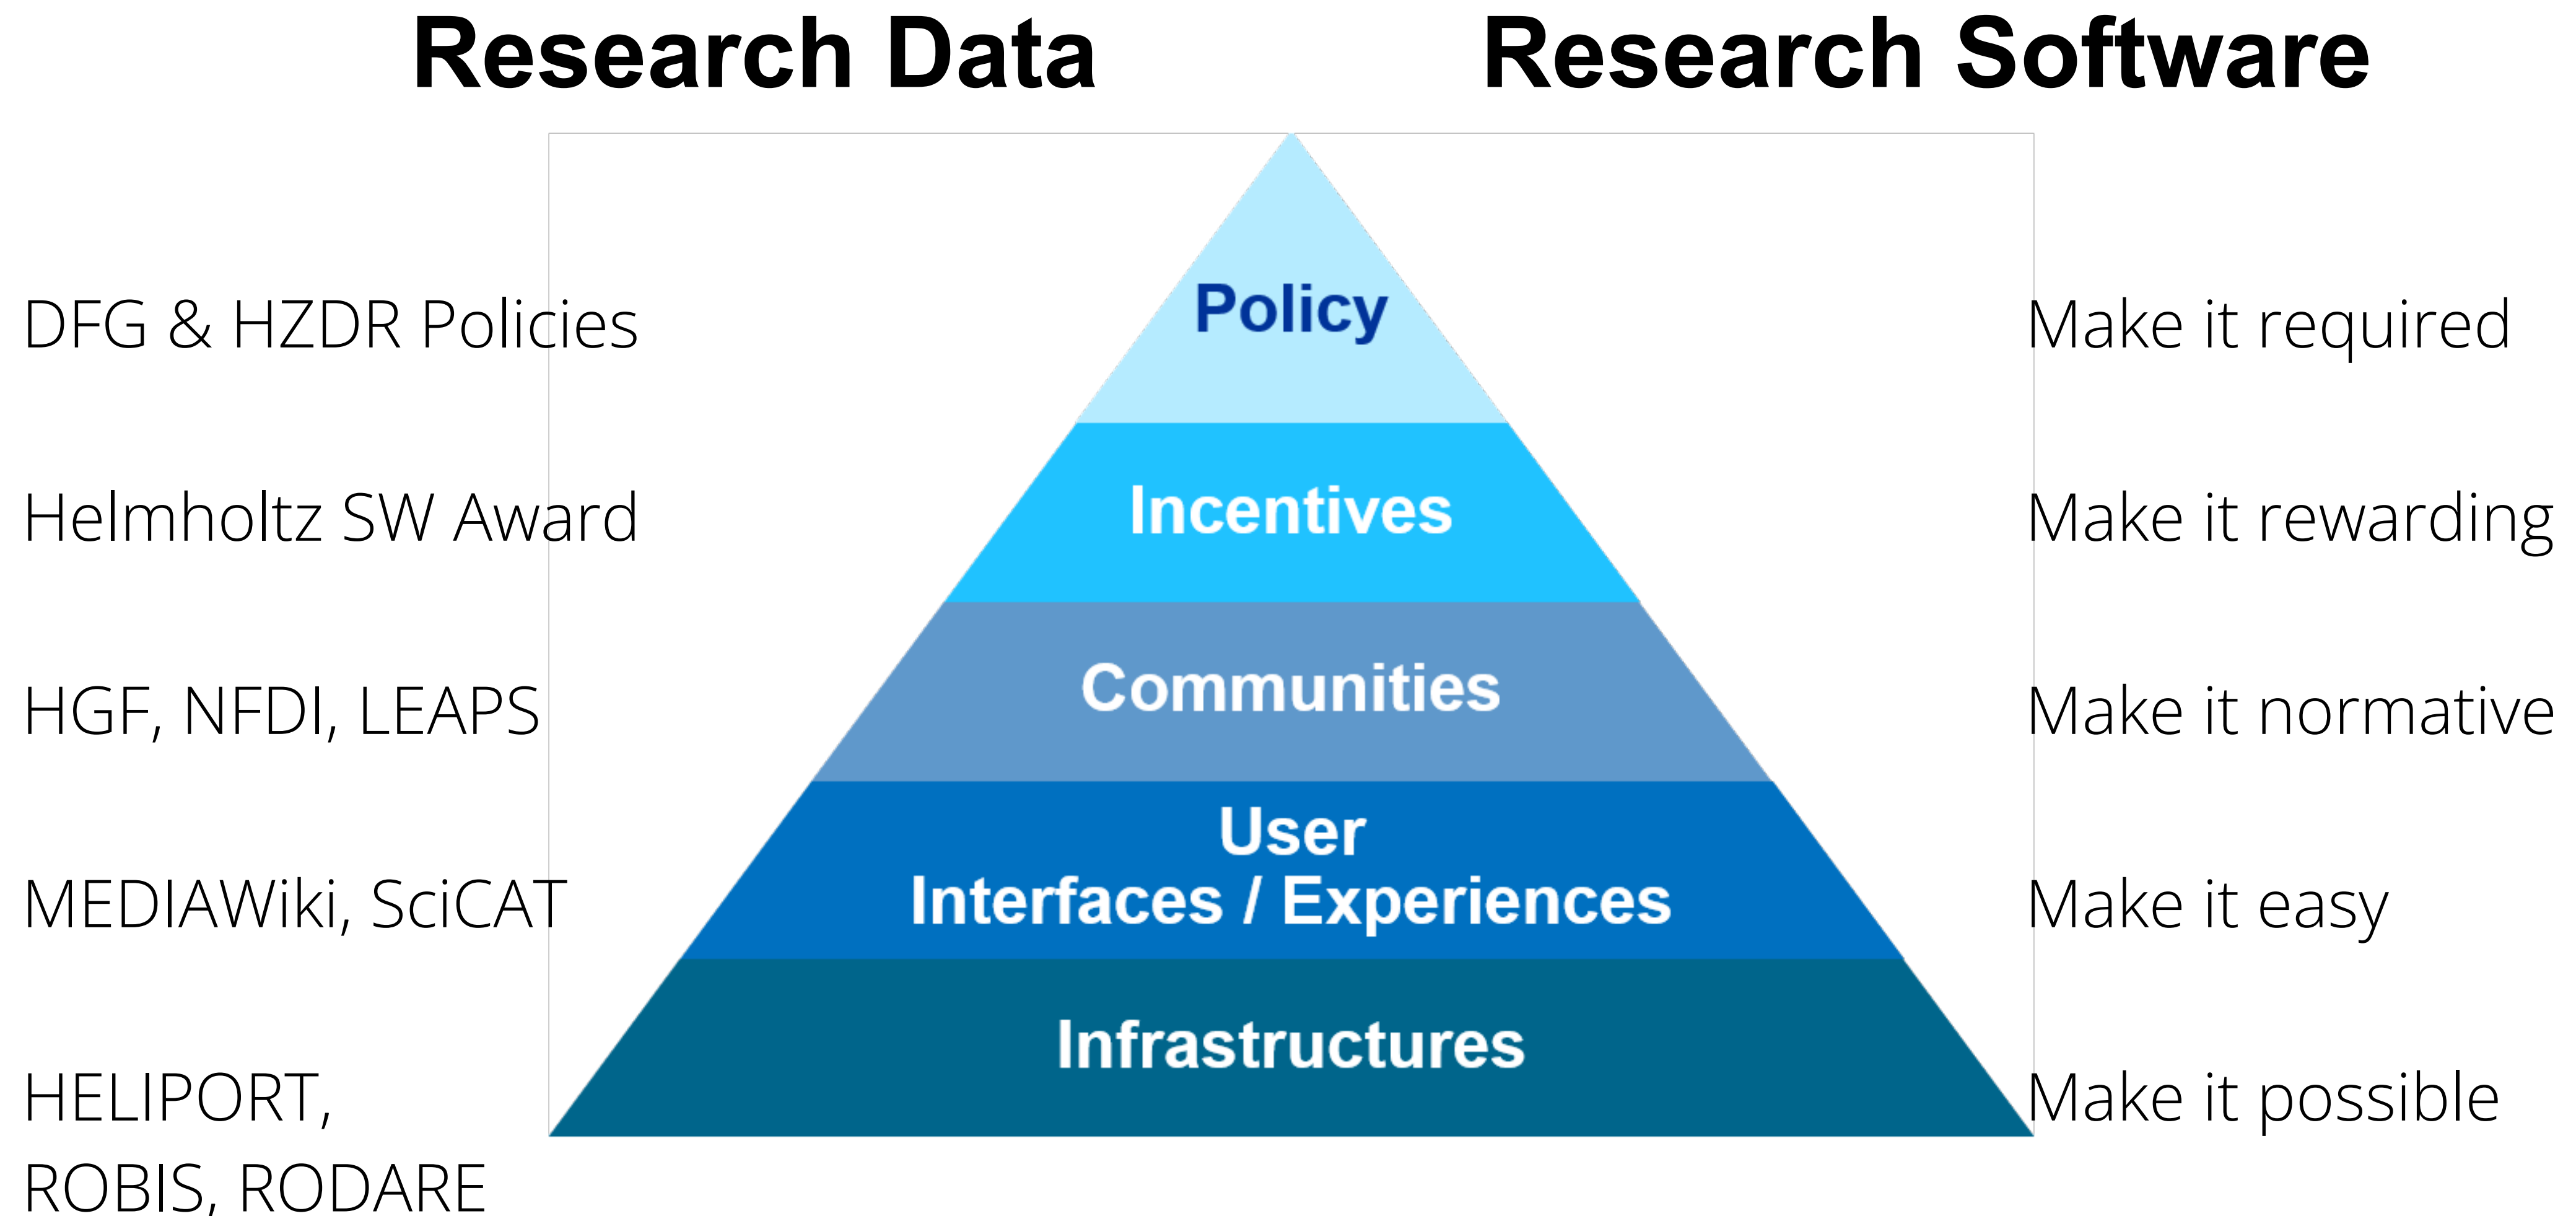 Research Data
Research Software
DFG & HZDR Policies
Policy
Make it required
Helmholtz SW Award
Incentives
Make it rewarding
HGF, NFDI, LEAPS
Communities
Make it normative
MEDIAWiki, SciCAT
User
Interfaces / Experiences
Make it easy
HELIPORT,
ROBIS, RODARE
Infrastructures
Make it possible